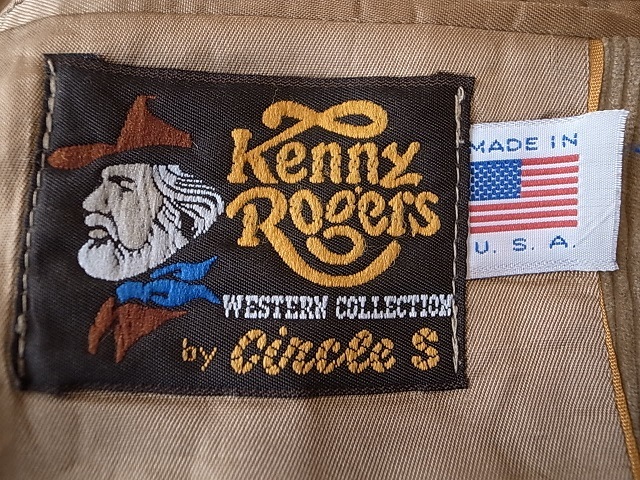 Kenny
Rogers
WESTERN COLLECTION
by Circle S
MADE IN
U. S. A.